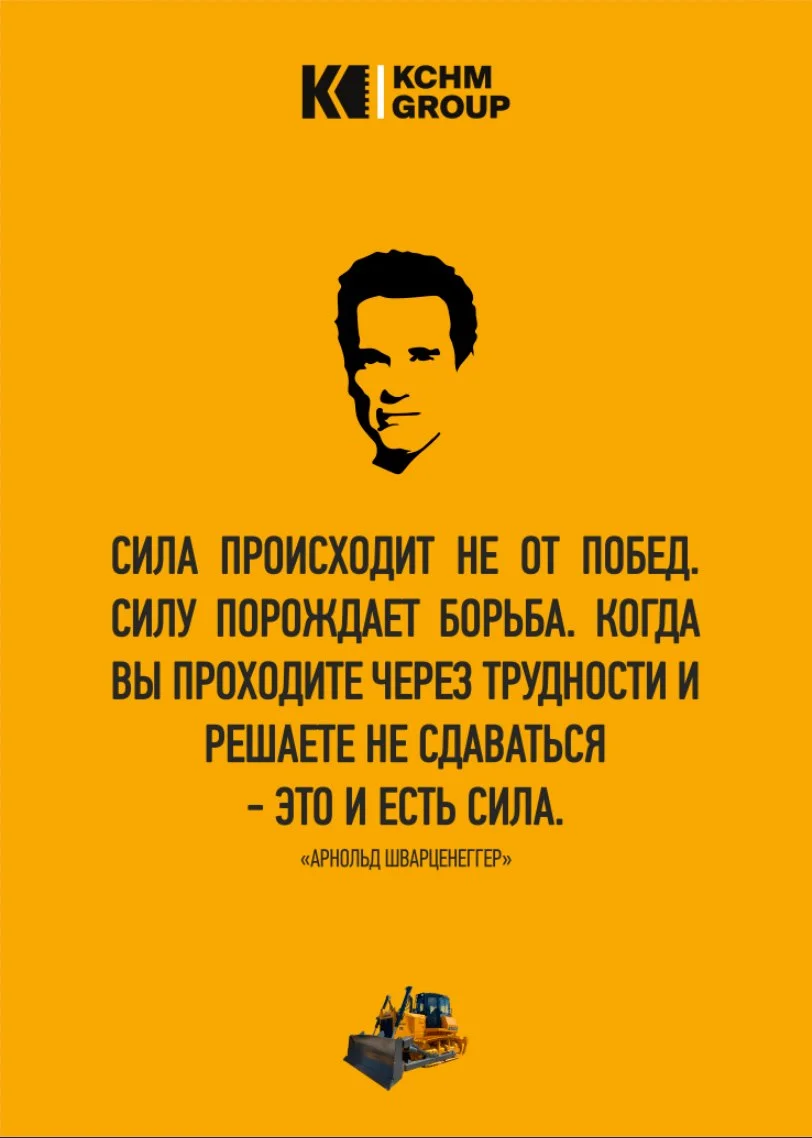 KCHM
GROUP
СИЛА ПРОИСХОДИТ НЕ ОТ ПОБЕД.
СИЛУ ПОРОЖДАЕТ БОРЬБА. КОГДА
ВЫ ПРОХОДИТЕ ЧЕРЕЗ ТРУДНОСТИ И
РЕШАЕТЕ НЕ СДАВАТЬСЯ
- ЭТО И ЕСТЬ СИЛА.
«АРНОЛЬД ШВАРЦЕНЕГГЕР»